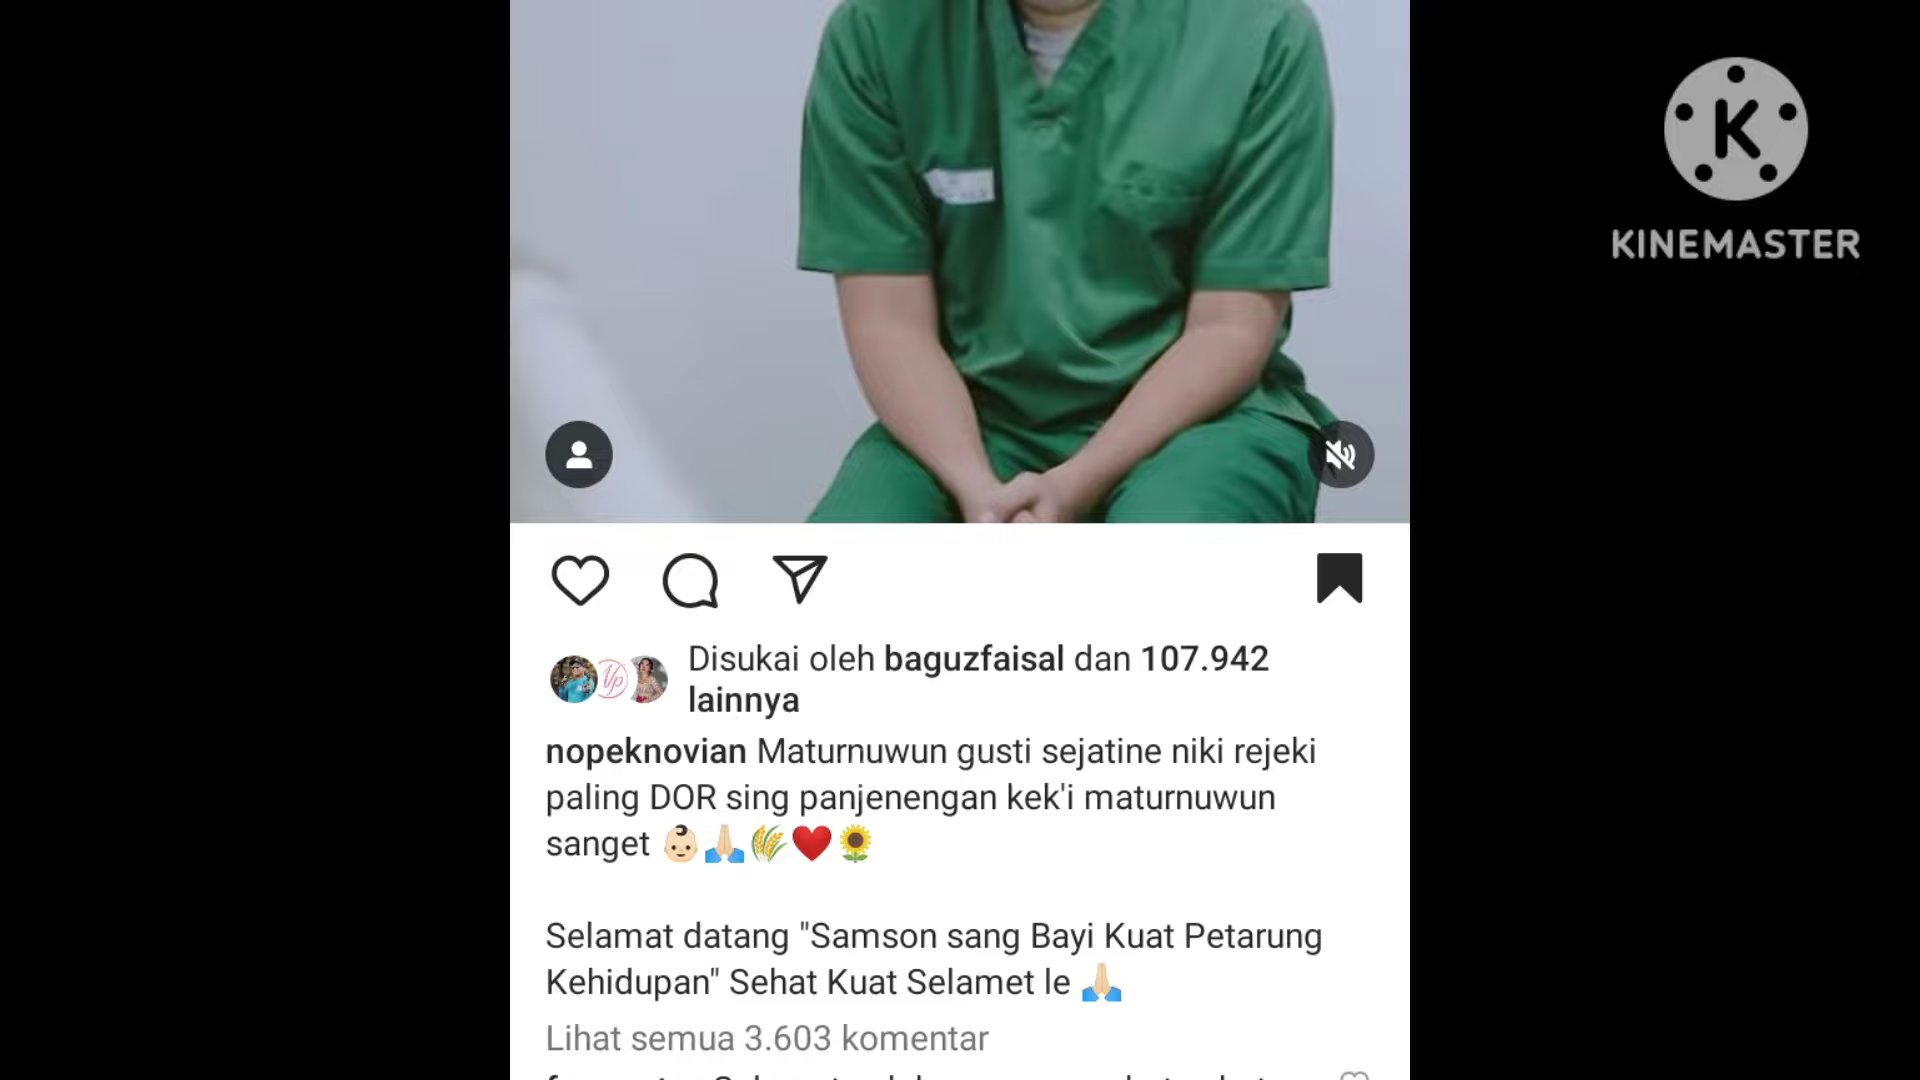 KINEMASTER
Disukai oleh baguzfaisal dan 107.942
lainnya
nopeknovian Maturnuwun gusti sejatine niki rejeki
paling DOR sing panjenengan kek'i maturnuwun
sanget 👶🏻🙏🏻🌾❤️🌻
Selamat datang "Samson sang Bayi Kuat Petarung
Kehidupan" Sehat Kuat Selamet le 🙏🏻
Lihat semua 3.603 komentar